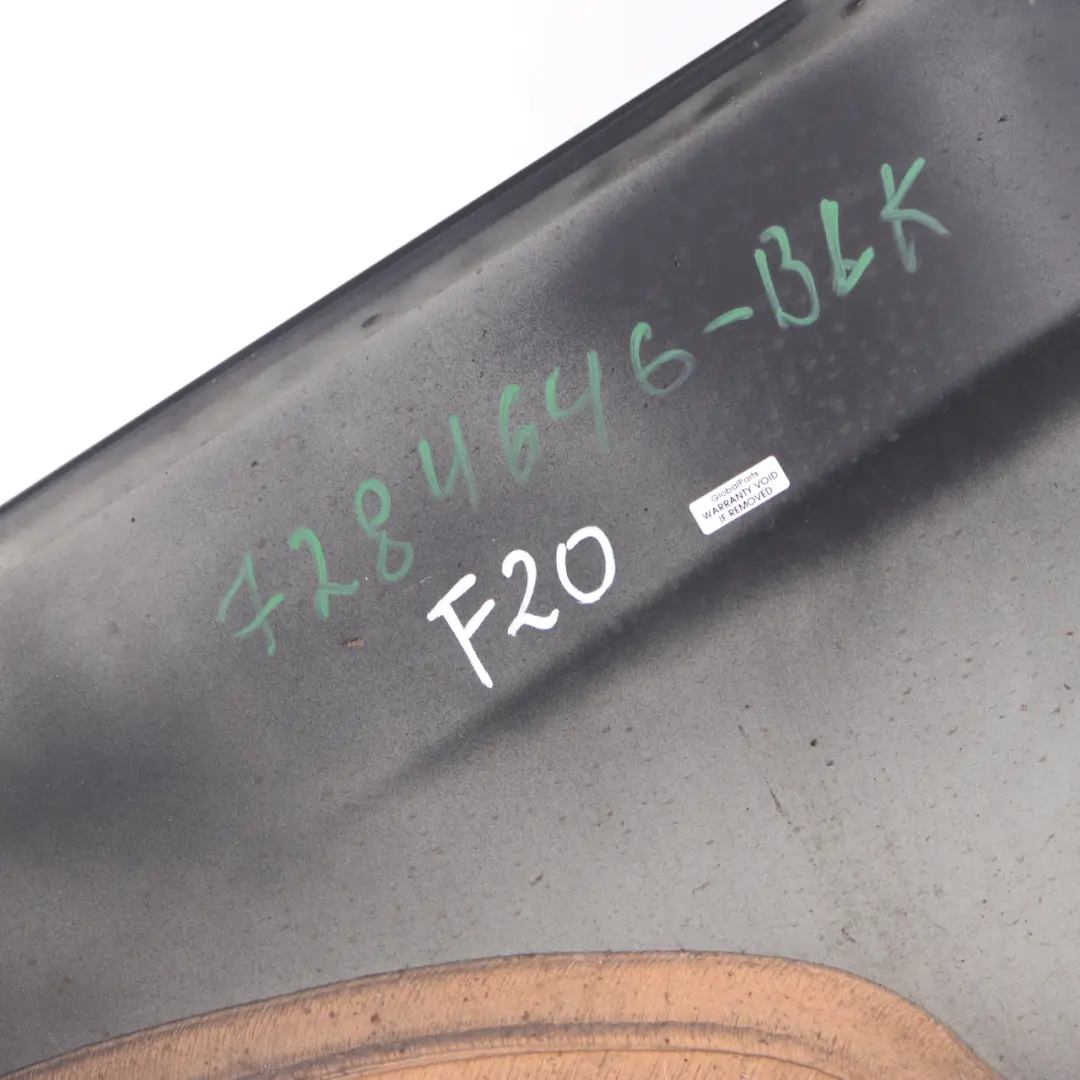 7284646-BLK
F20
GlobalParts
WARRANTY VOID
IF REMOVED